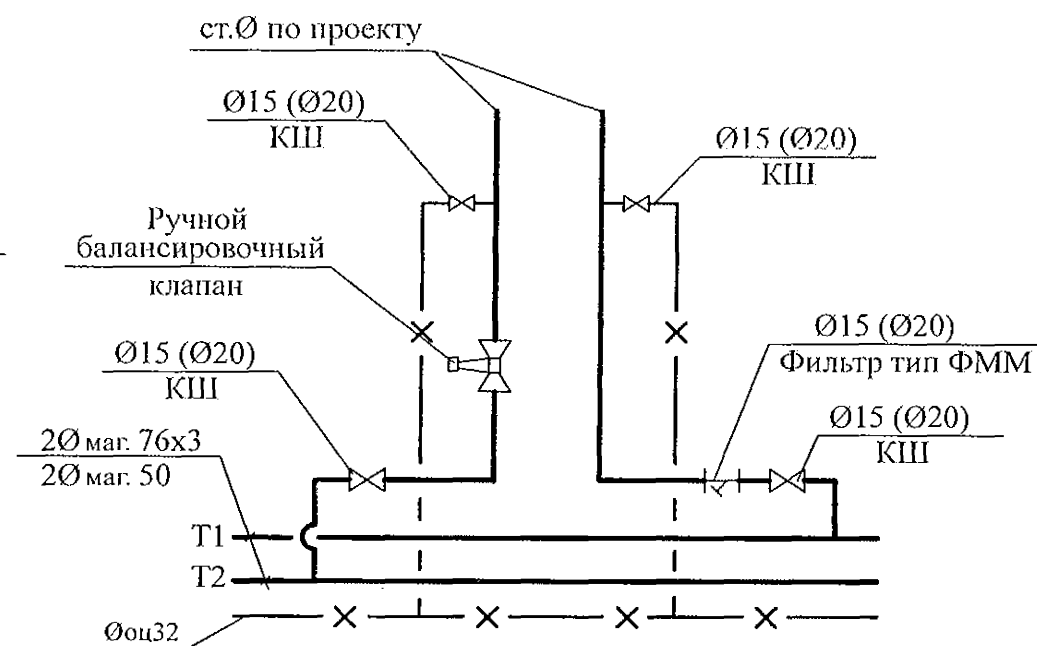 ст.Ø по проекту
Ø15 (Ø20)
КШ
Ø15 (Ø20)
КШ
Ручной
балансировочный
клапан
Ø15 (Ø20)
Фильтр тип ФММ
Ø15 (Ø20)
КШ
Ø15 (Ø20)
КШ
2Ø маг. 76х3
2Ø маг. 50
Т1
Т2
Øоц32